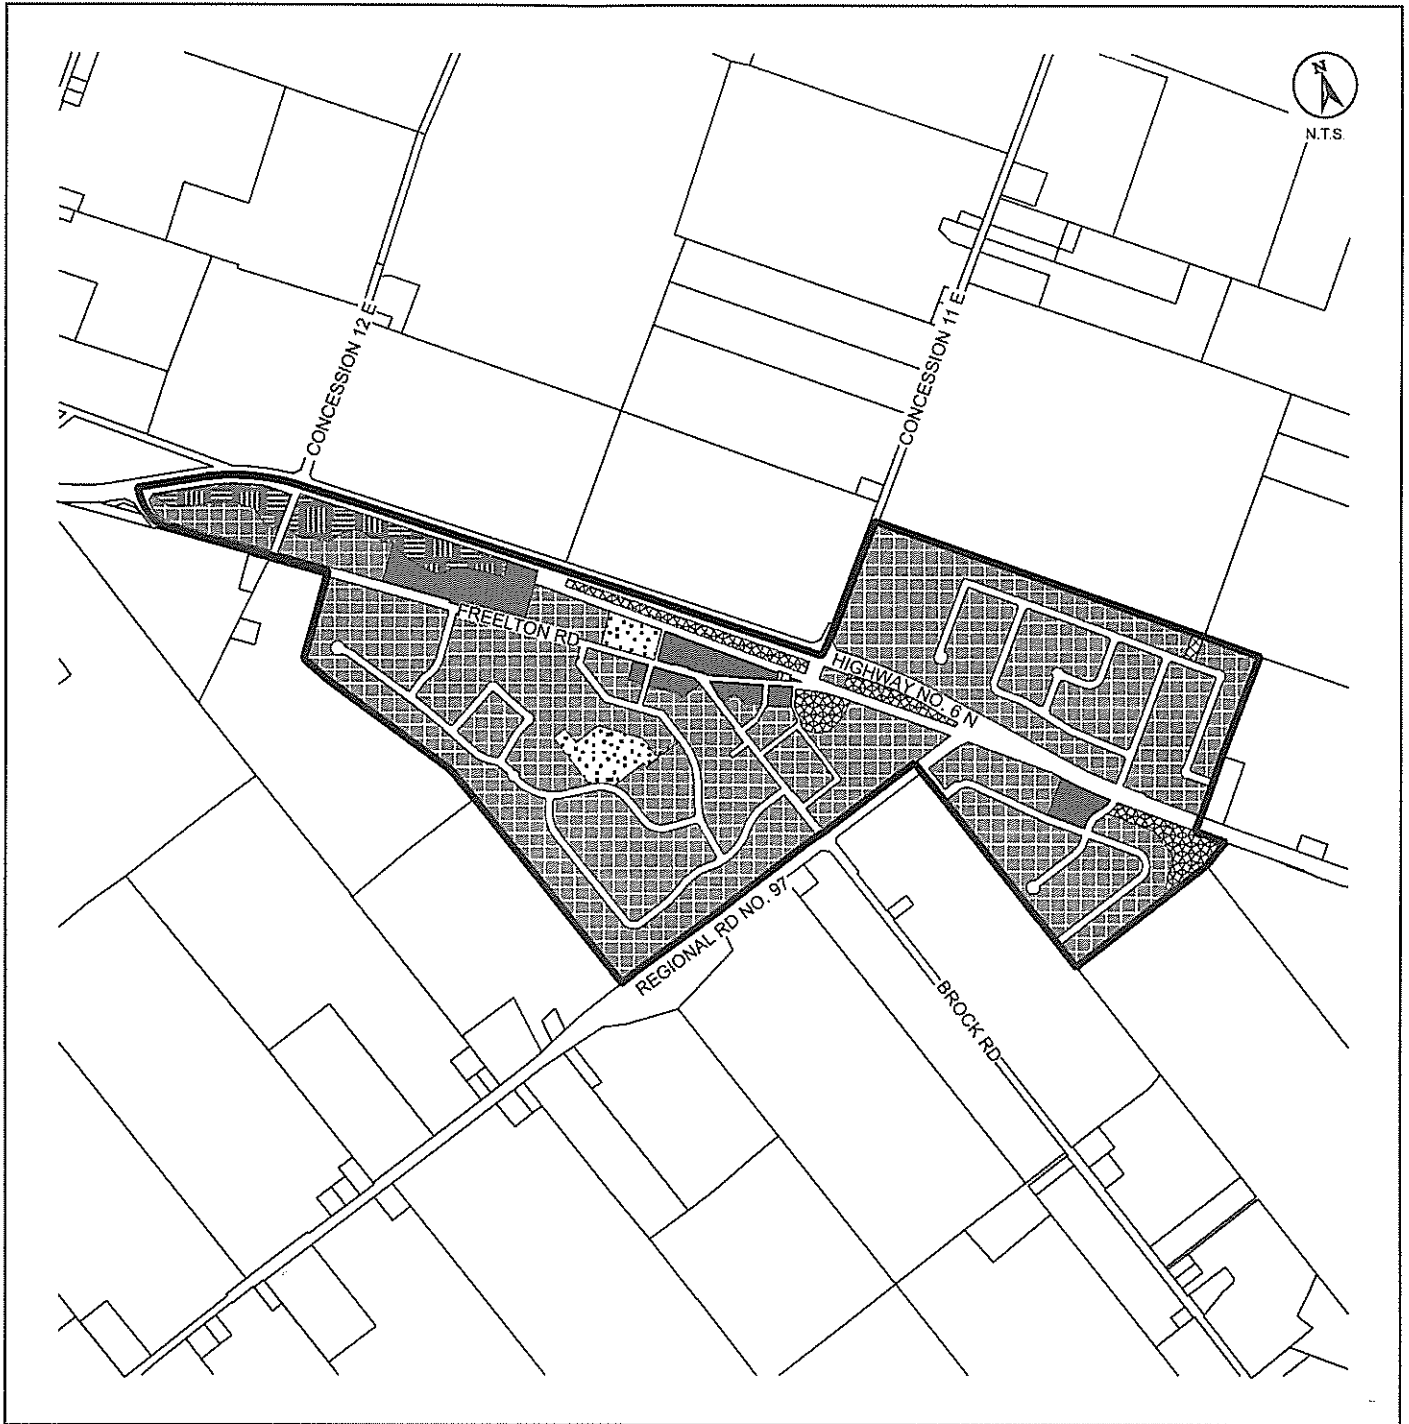 N
N.T.S.
CONCESSION 12 E
CONCESSION 11 E
FREELTON RD
HIGHWAY NO. 6 N
REGIONAL RD NO. 97
BROCK RD